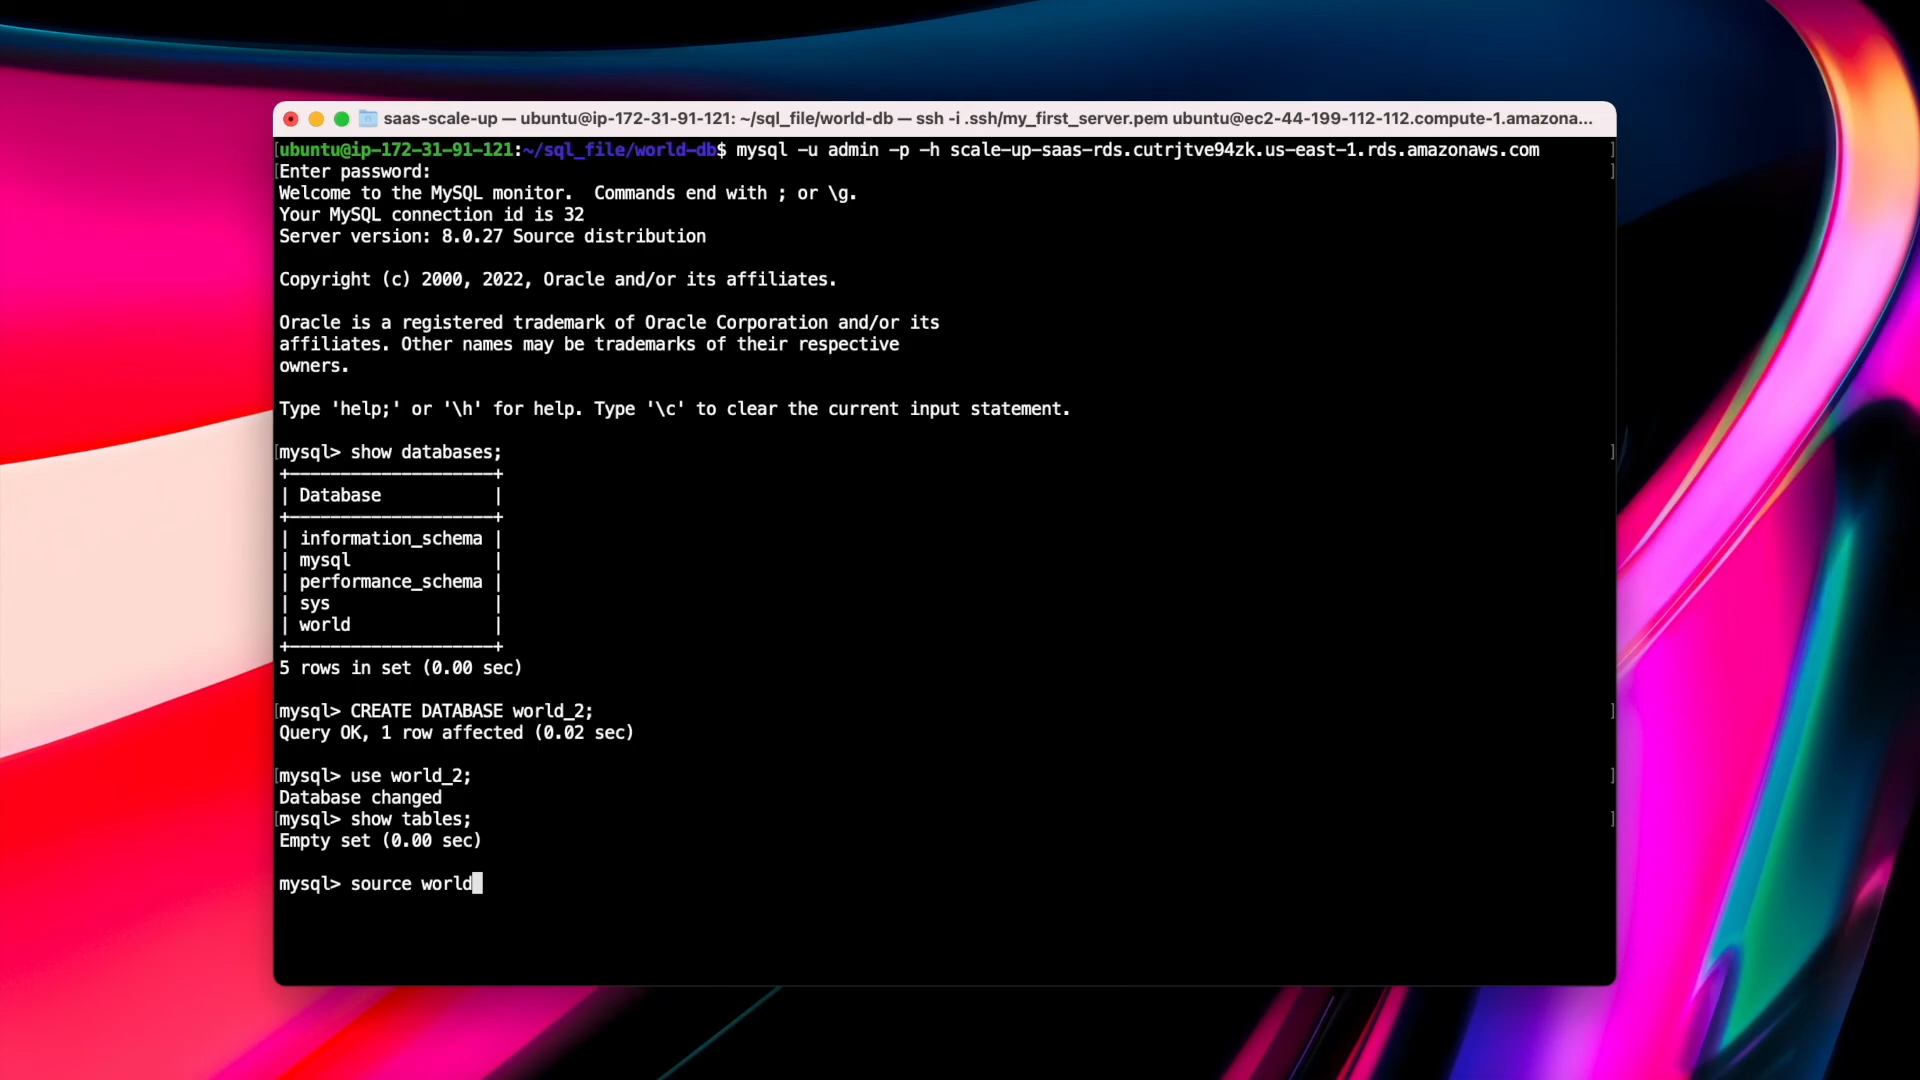 saas-scale-up — ubuntu@ip-172-31-91-121: ~/sql_file/world-db — ssh -i .ssh/my_first_server.pem ubuntu@ec2-44-199-112-112.compute-1.amazona...
[ubuntu@ip-172-31-91-121:~/sql_file/world-db$ mysql -u admin -p -h scale-up-saas-rds.cutrjtve94zk.us-east-1.rds.amazonaws.com ]
[Enter password: ]
Welcome to the MySQL monitor.  Commands end with ; or \g.
Your MySQL connection id is 32
Server version: 8.0.27 Source distribution
Copyright (c) 2000, 2022, Oracle and/or its affiliates.
Oracle is a registered trademark of Oracle Corporation and/or its
affiliates. Other names may be trademarks of their respective
owners.
Type 'help;' or '\h' for help. Type '\c' to clear the current input statement.
[mysql> show databases; ]
+--------------------+
| Database           |
+--------------------+
| information_schema |
| mysql              |
| performance_schema |
| sys                |
| world              |
+--------------------+
5 rows in set (0.00 sec)
[mysql> CREATE DATABASE world_2; ]
Query OK, 1 row affected (0.02 sec)
[mysql> use world_2; ]
Database changed
[mysql> show tables; ]
Empty set (0.00 sec)
mysql> source world